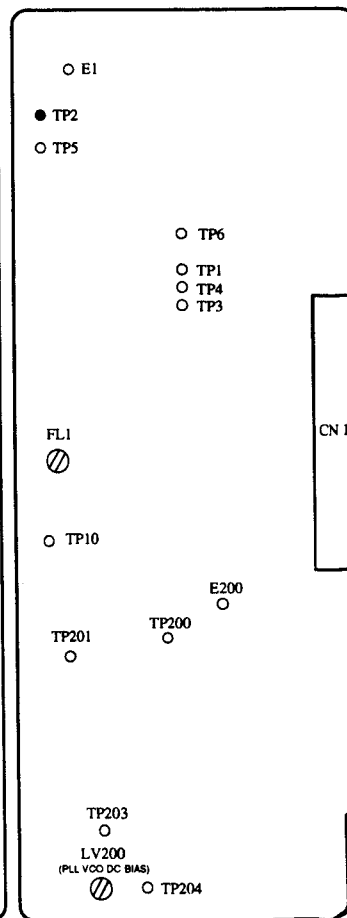 E1
TP2
TP5
TP6
TP1
TP4
TP3
CN 1
FL1
TP10
E200
TP200
TP201
TP203
LV200
(PLL VCO DC BIAS)
TP204